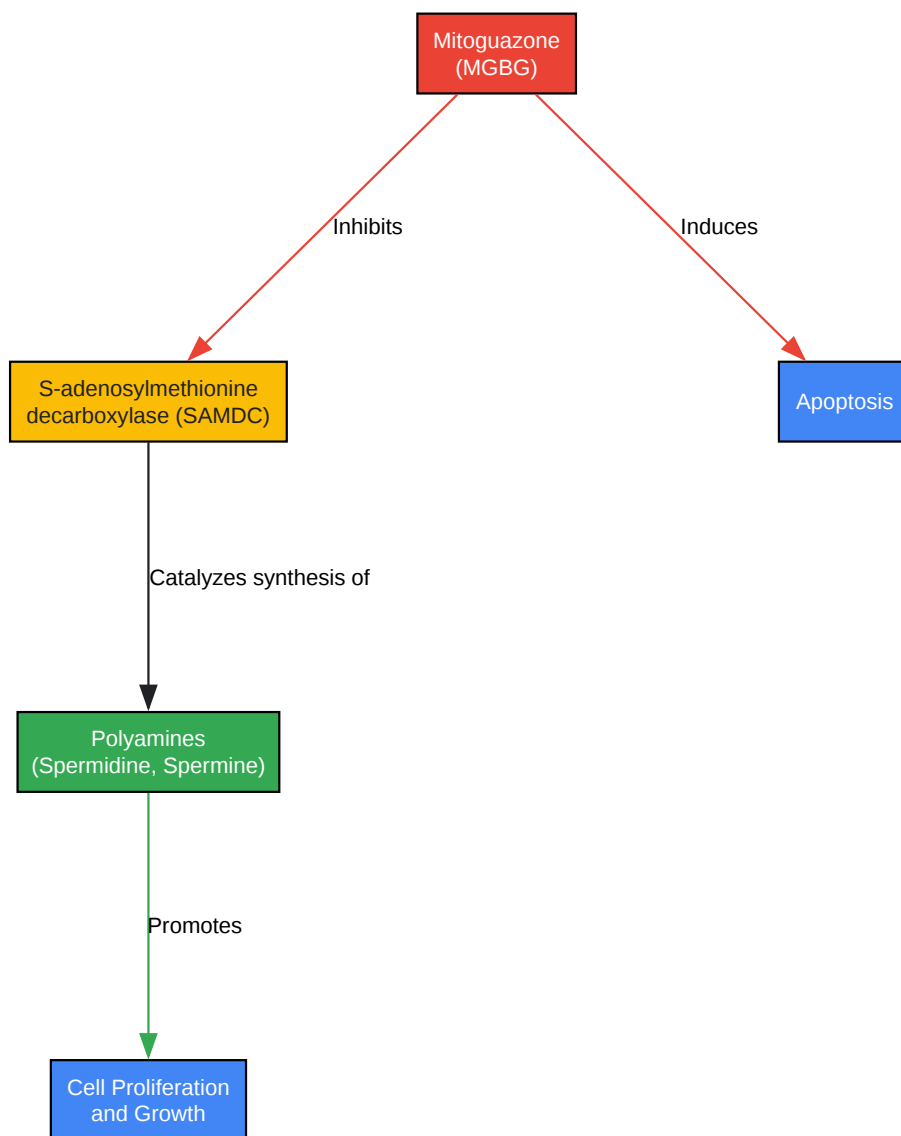 Mitoguazone
(MGBG)
Inhibits
Induces
S-adenosylmethionine
decarboxylase (SAMDC)
Apoptosis
Catalyzes synthesis of
Polyamines
(Spermidine, Spermine)
Promotes
Cell Proliferation
and Growth